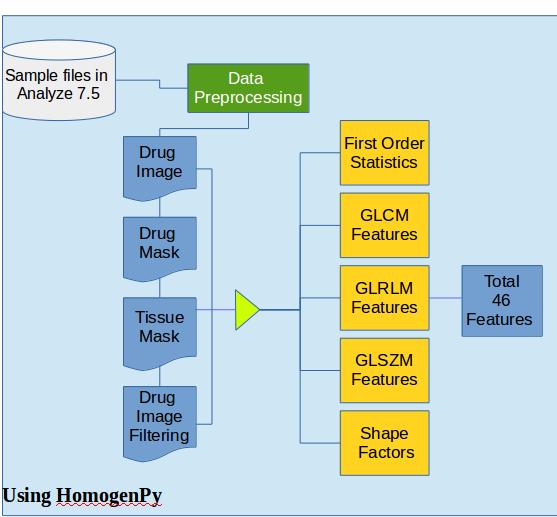 Sample files in
Analyze 7.5
Data
Preprocessing
Drug
Image
Drug
Mask
Tissue
Mask
Drug
Image
Filtering
First Order
Statistics
GLCM
Features
GLRLM
Features
GLSZM
Features
Shape
Factors
Total
46
Features
Using HomogenPy